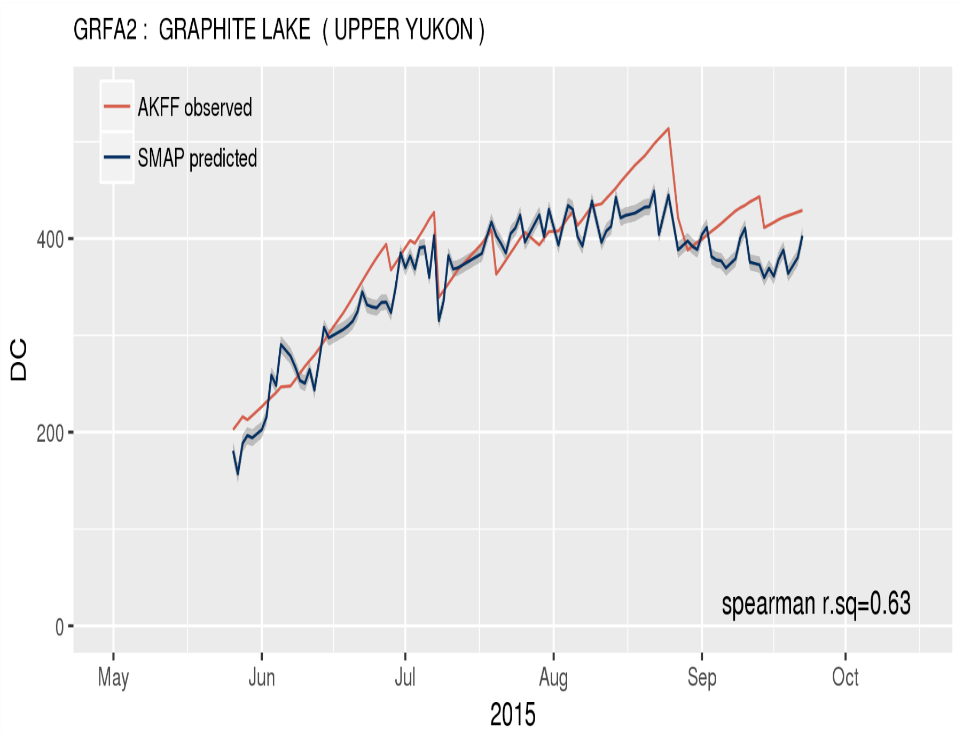 GRFA2 :  GRAPHITE LAKE  ( UPPER YUKON )
AKFF observed
SMAP predicted
DC
400
200
0
spearman r.sq=0.63
May Jun Jul Aug Sep Oct
2015